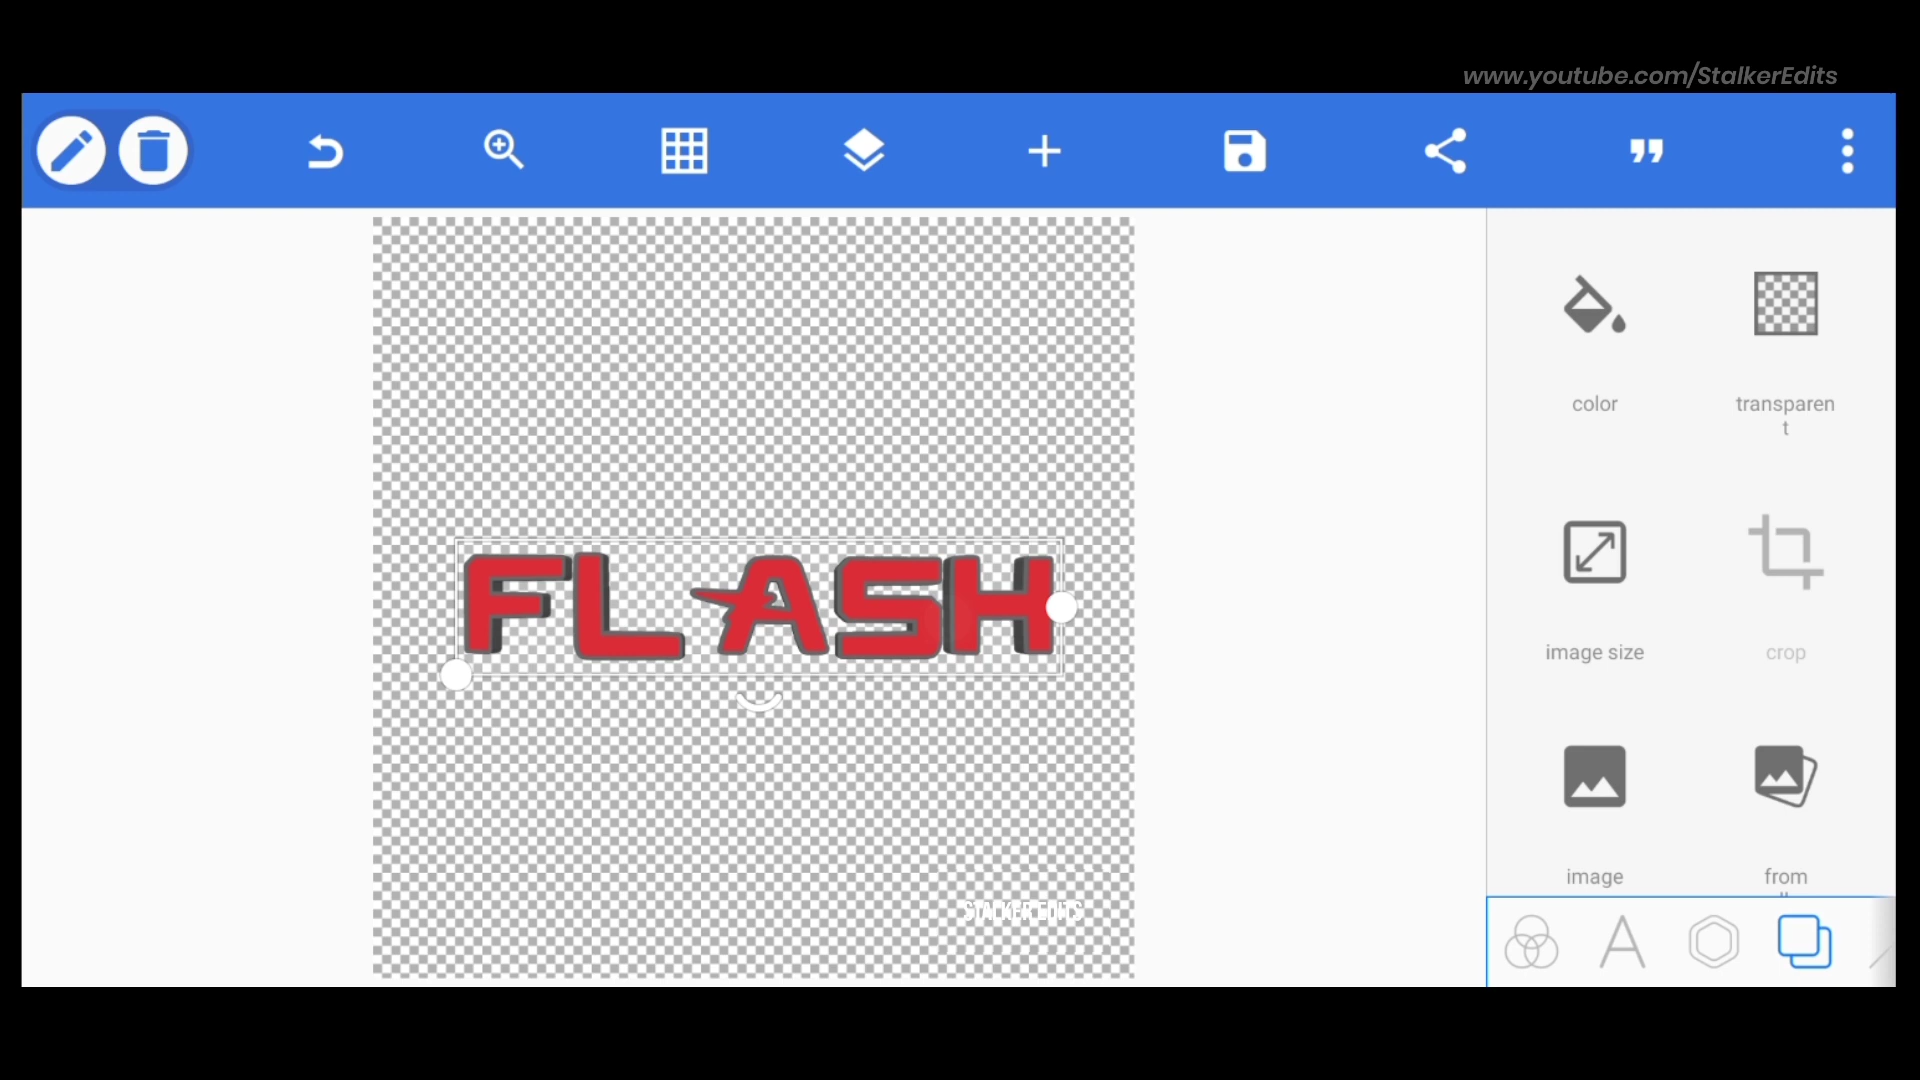 www.youtube.com/StalkerEdits
color
transparen
t
image size
crop
FLASH
image
from
STALKER EDITS